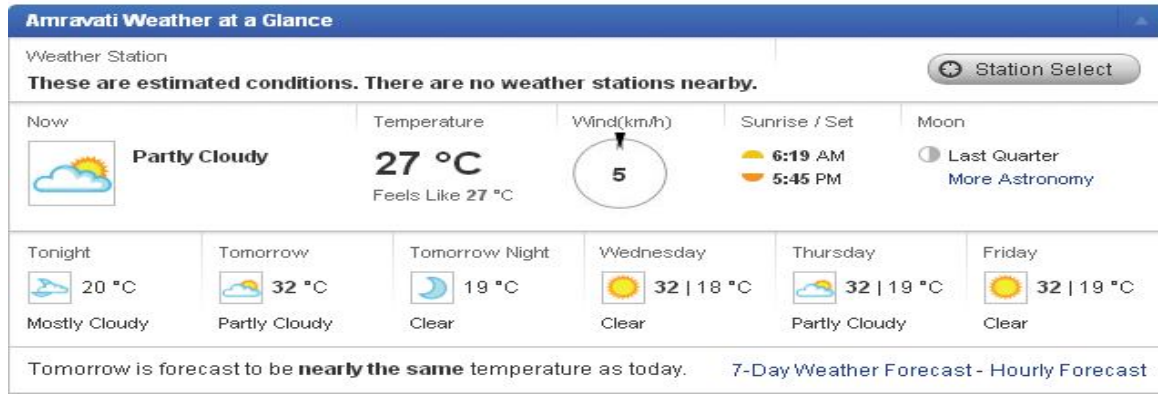 Amravati Weather at a Glance
Weather Station
These are estimated conditions. There are no weather stations nearby.
Station Select
Now
Partly Cloudy
Temperature
27 °C
Feels Like 27 °C
Wind(km/h)
5
Sunrise / Set
6:19 AM
5:45 PM
Moon
Last Quarter
More Astronomy
Tonight
20 °C
Mostly Cloudy
Tomorrow
32 °C
Partly Cloudy
Tomorrow Night
19 °C
Clear
Wednesday
32 | 18 °C
Clear
Thursday
32 | 19 °C
Partly Cloudy
Friday
32 | 19 °C
Clear
Tomorrow is forecast to be nearly the same temperature as today.
7-Day Weather Forecast - Hourly Forecast